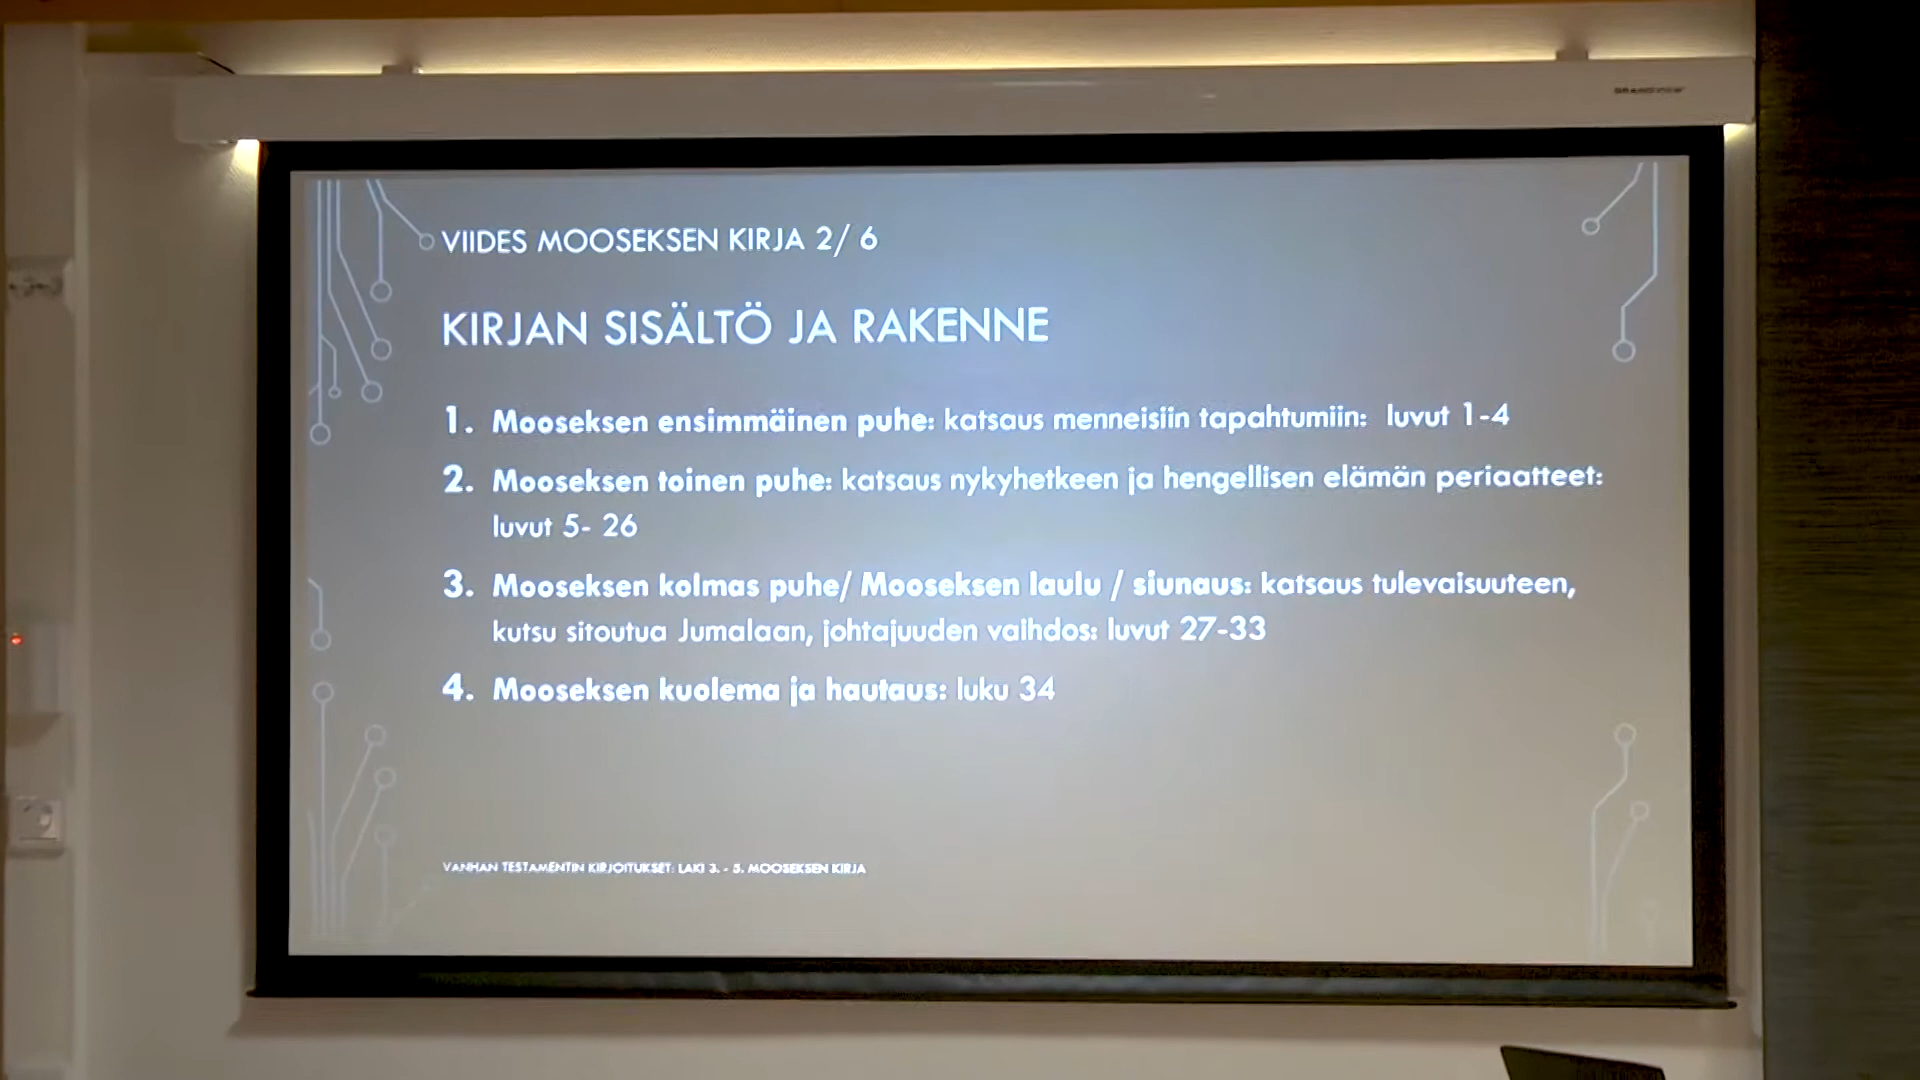 GRANDVIEW
VIIDES MOOSEKSEN KIRJA 2/ 6
KIRJAN SISÄLTÖ JA RAKENNE
1. Mooseksen ensimmäinen puhe: katsaus menneisiin tapahtumiin: luvut 1-4
2. Mooseksen toinen puhe: katsaus nykyhetkeen ja hengellisen elämän periaatteet:
luvut 5- 26
3. Mooseksen kolmas puhe/ Mooseksen laulu / siunaus: katsaus tulevaisuuteen,
kutsu sitoutua Jumalaan, johtajuuden vaihdos: luvut 27-33
4. Mooseksen kuolema ja hautaus: luku 34
VANHAN TESTAMENTIN KIRJOITUKSET: LAKI 3. - 5. MOOSEKSEN KIRJA